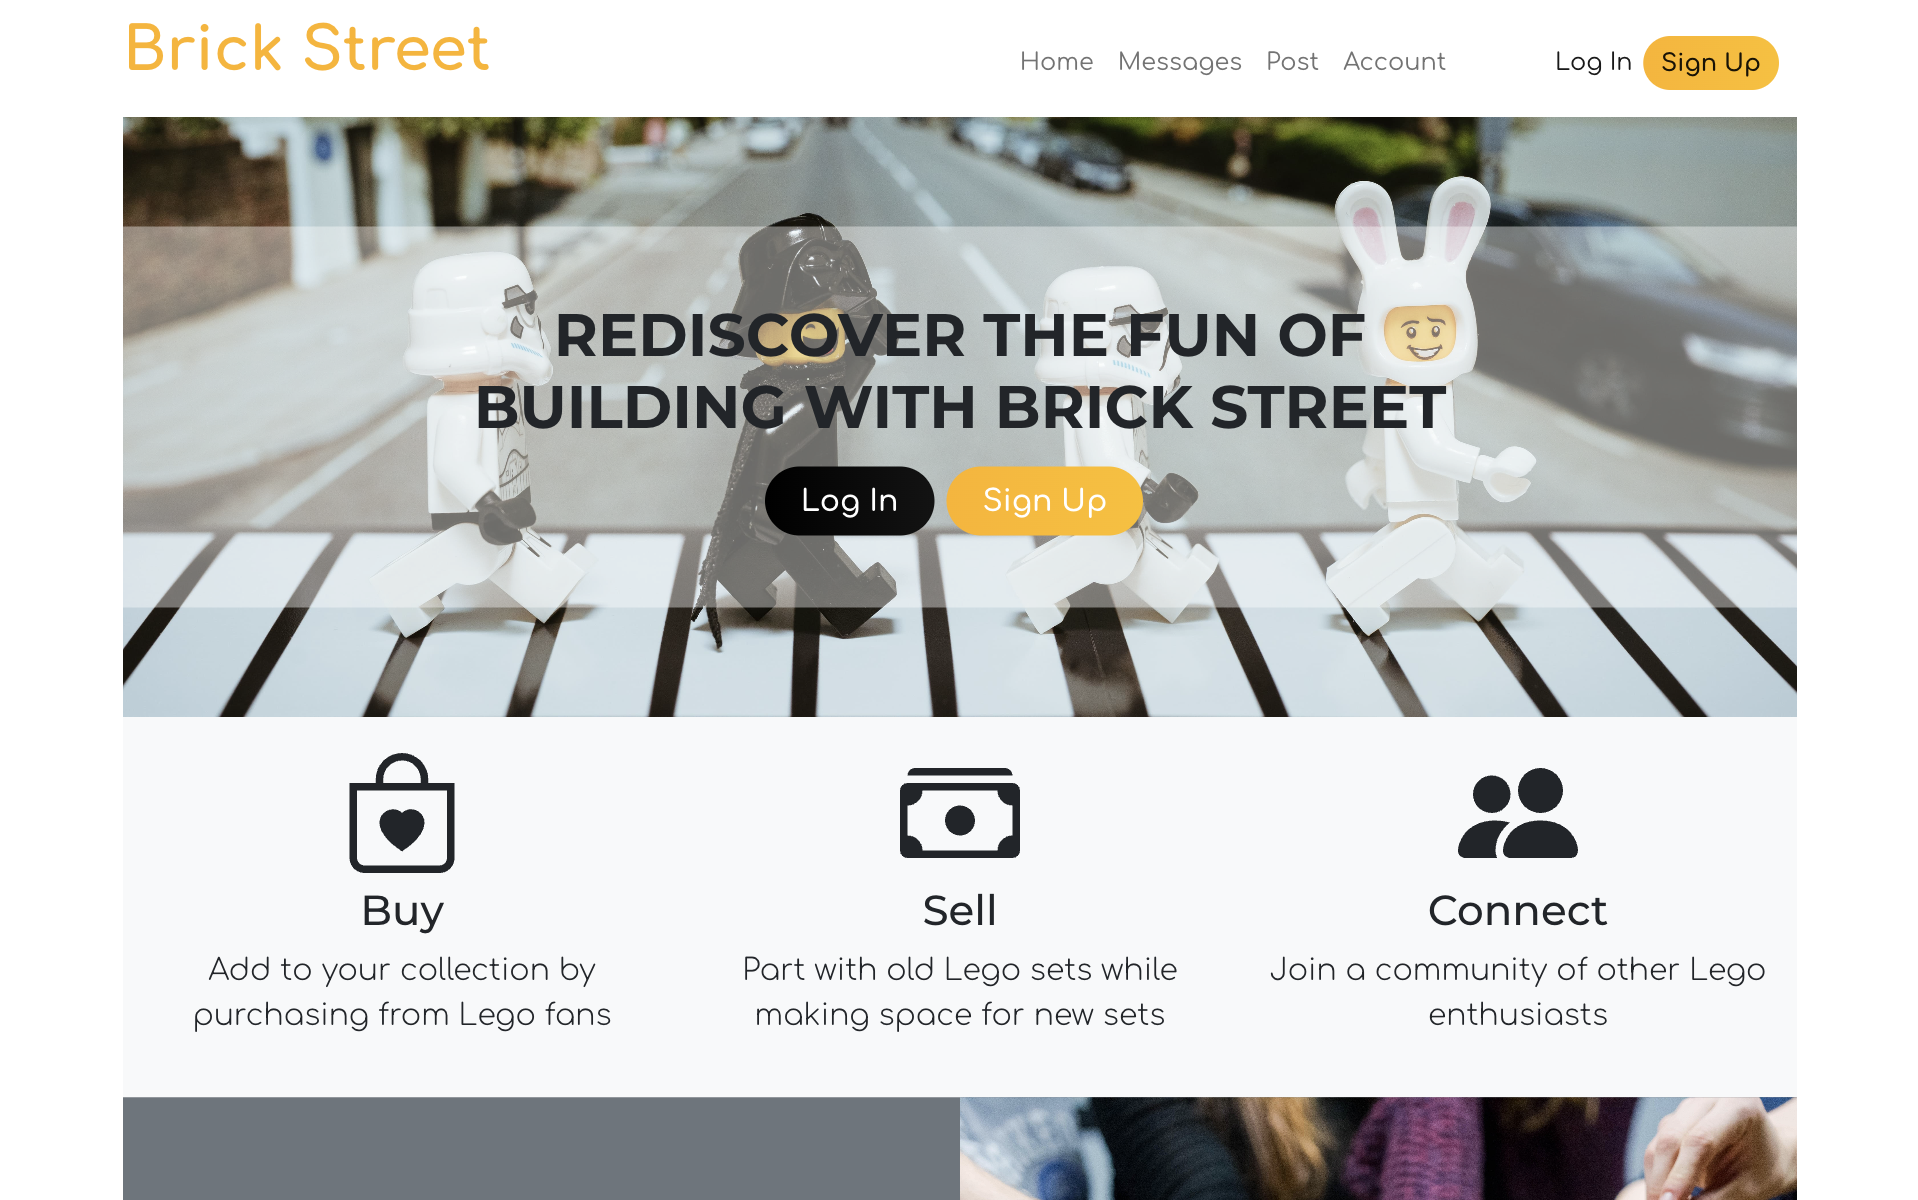 Brick Street
Home Messages Post Account Log In Sign Up
REDISCOVER THE FUN OF
BUILDING WITH BRICK STREET
Log In Sign Up
Buy
Add to your collection by
purchasing from Lego fans
Sell
Part with old Lego sets while
making space for new sets
Connect
Join a community of other Lego
enthusiasts